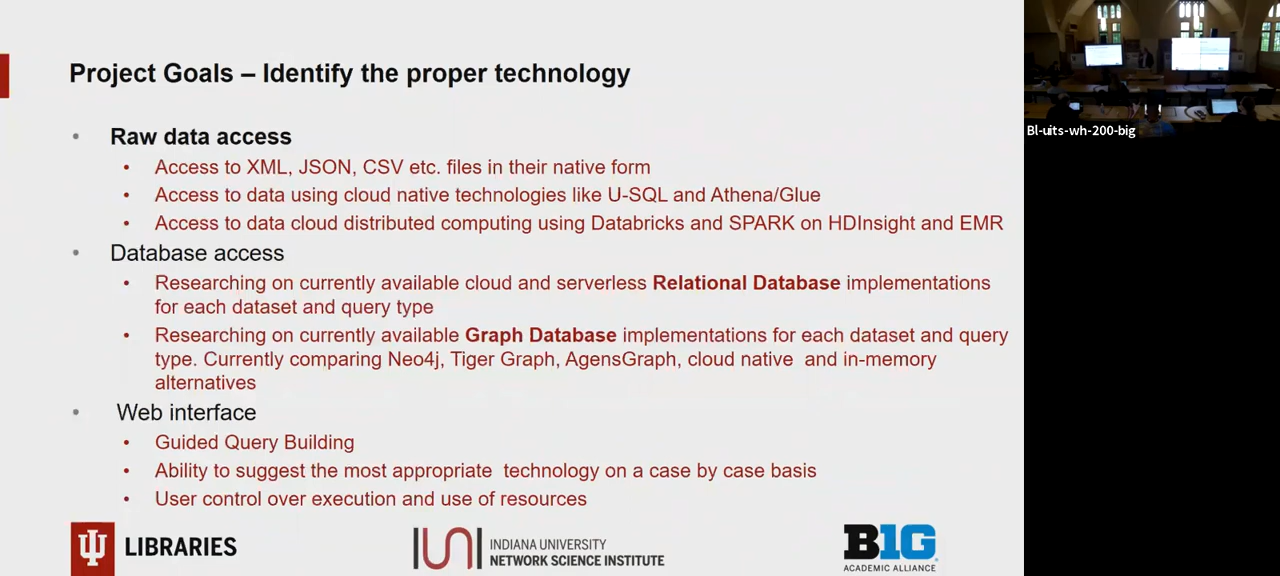 Project Goals – Identify the proper technology
• Raw data access
• Access to XML, JSON, CSV etc. files in their native form
• Access to data using cloud native technologies like U-SQL and Athena/Glue
• Access to data cloud distributed computing using Databricks and SPARK on HDInsight and EMR
• Database access
• Researching on currently available cloud and serverless Relational Database implementations
for each dataset and query type
• Researching on currently available Graph Database implementations for each dataset and query
type. Currently comparing Neo4j, Tiger Graph, AgensGraph, cloud native and in-memory
alternatives
• Web interface
• Guided Query Building
• Ability to suggest the most appropriate technology on a case by case basis
• User control over execution and use of resources
LIBRARIES
INDIANA UNIVERSITY
NETWORK SCIENCE INSTITUTE
B1G
ACADEMIC ALLIANCE
Bl-uits-wh-200-big